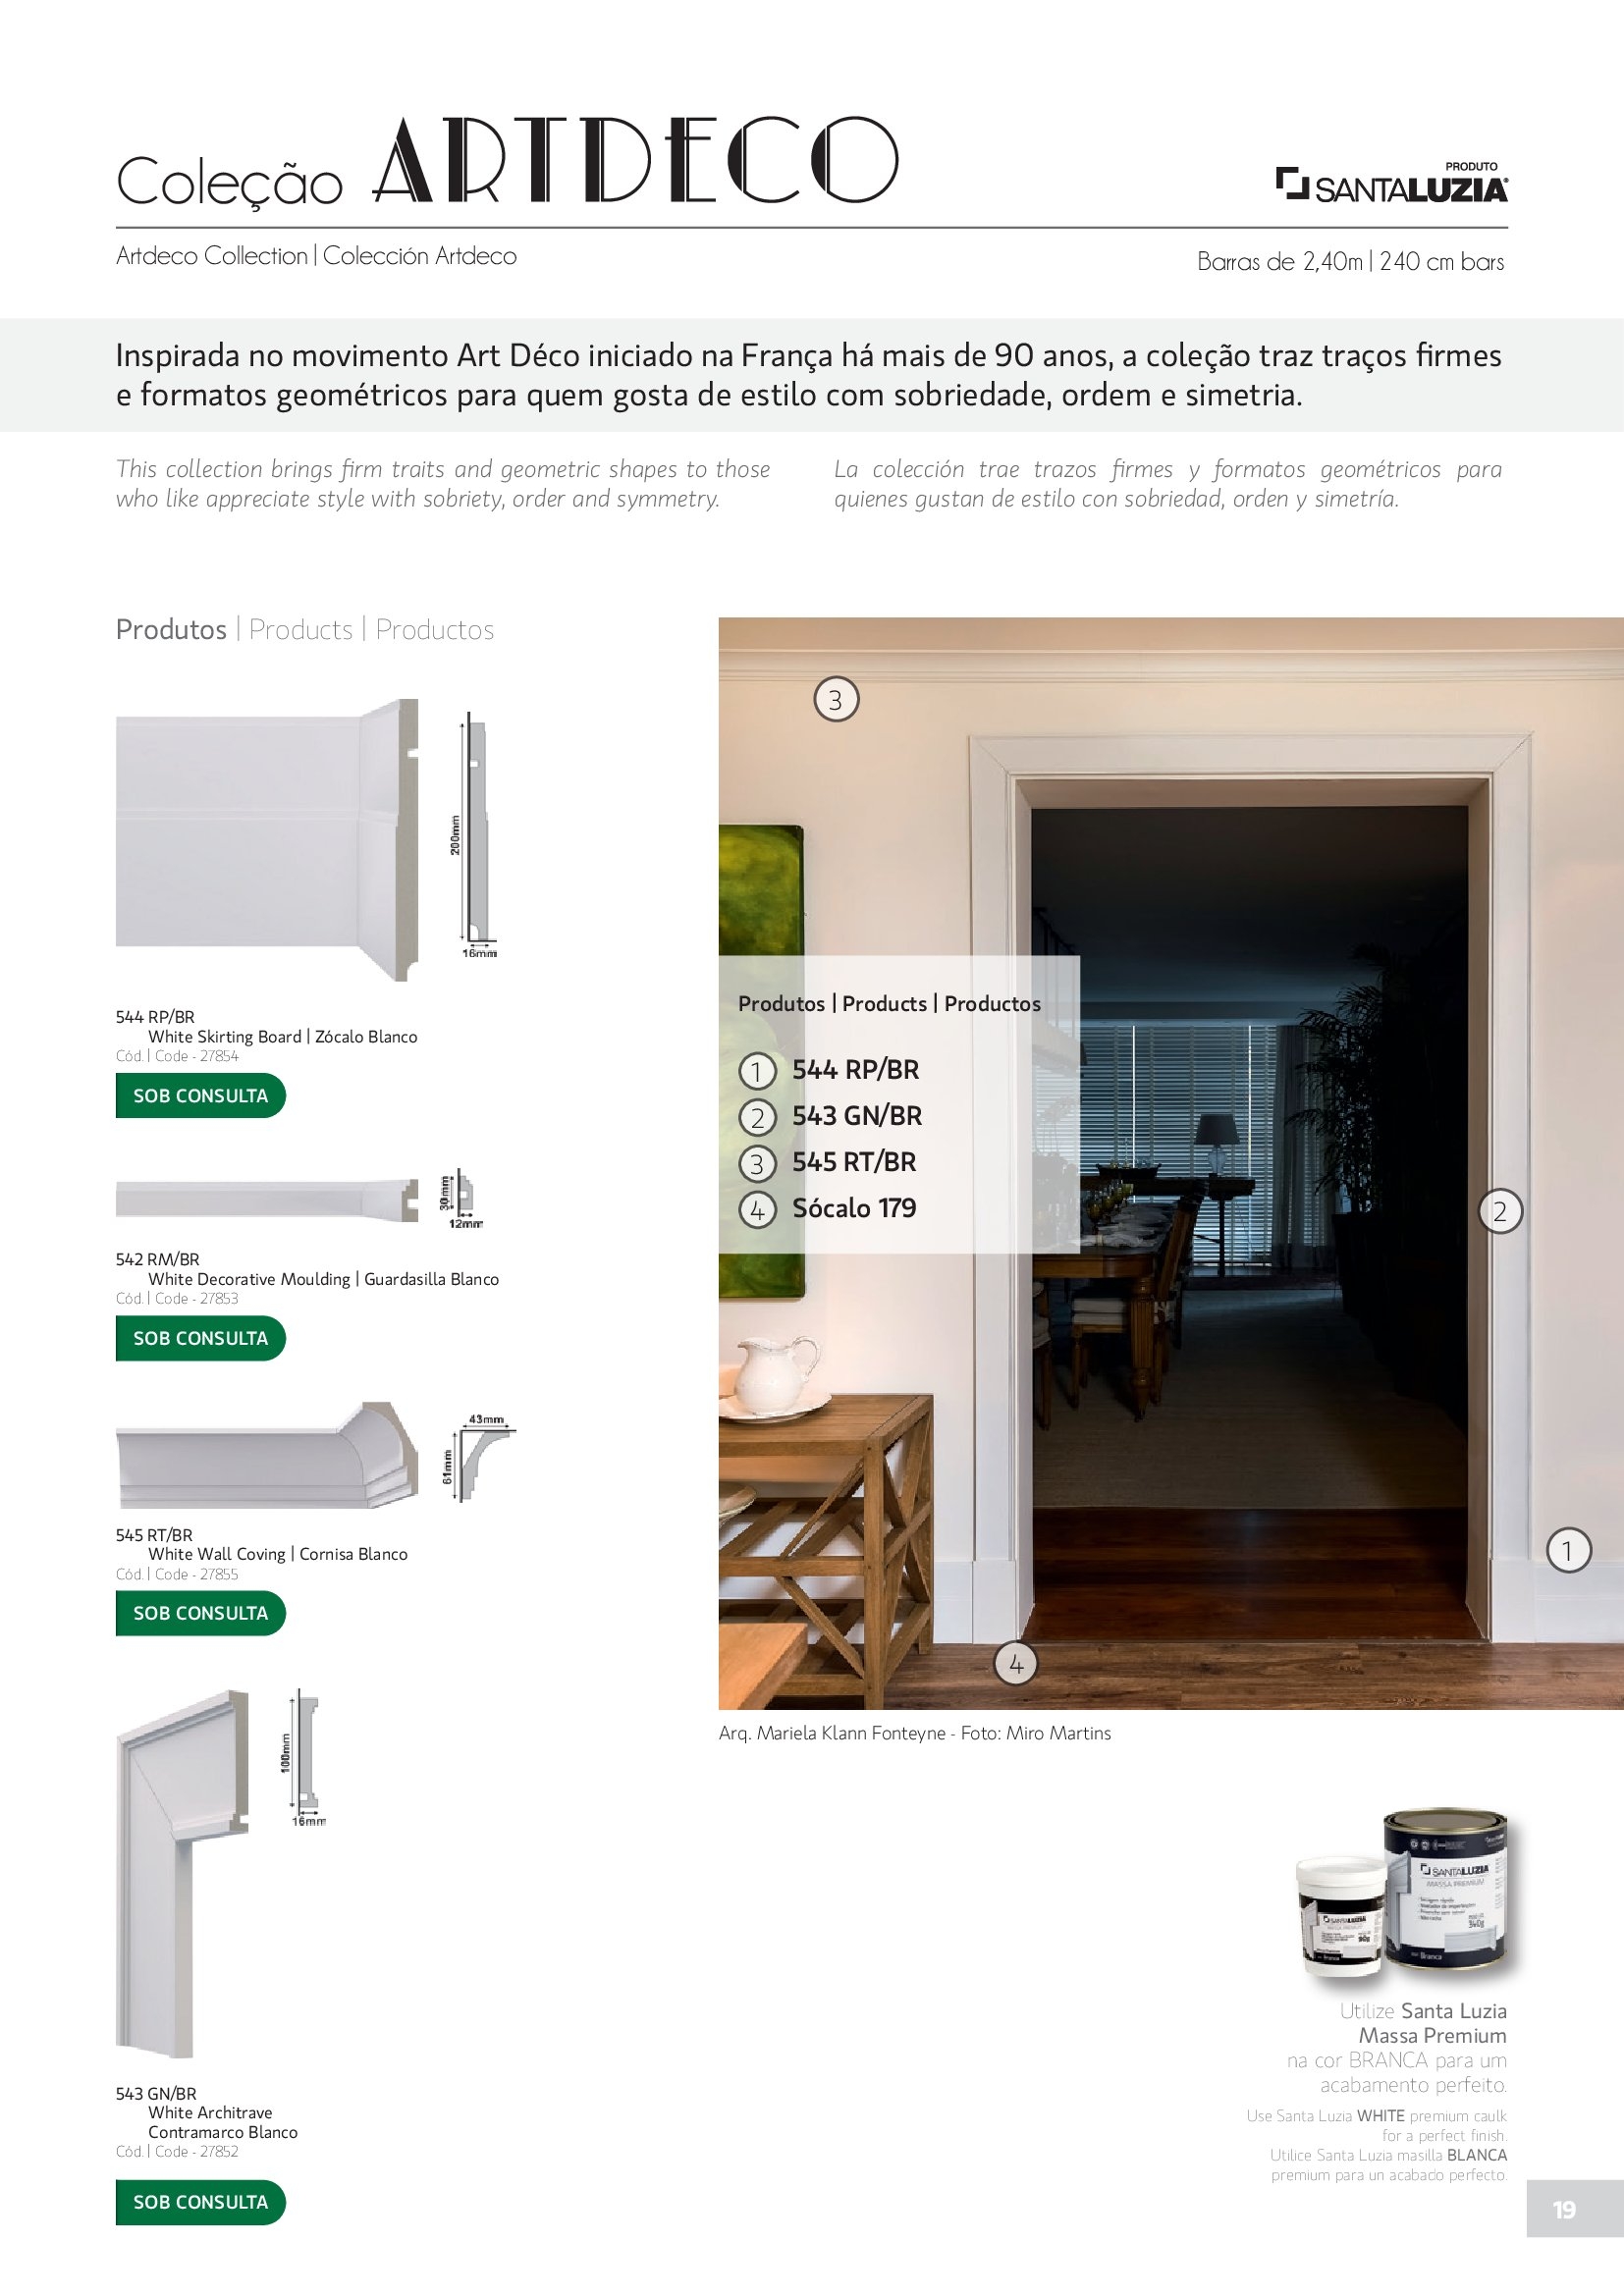 Coleção ARTDECO
PRODUTO
SANTALUZIA®
Artdeco Collection | Colección Artdeco
Barras de 2,40m | 240 cm bars
Inspirada no movimento Art Déco iniciado na França há mais de 90 anos, a coleção traz traços firmes
e formatos geométricos para quem gosta de estilo com sobriedade, ordem e simetria.
This collection brings firm traits and geometric shapes to those
who like appreciate style with sobriety, order and symmetry.
La colección trae trazos firmes y formatos geométricos para
quienes gustan de estilo con sobriedad, orden y simetría.
Produtos | Products | Productos
200mm
16mm
544 RP/BR
White Skirting Board | Zócalo Blanco
Cód. | Code - 27854
SOB CONSULTA
30mm
12mm
542 RM/BR
White Decorative Moulding | Guardasilla Blanco
Cód. | Code - 27853
SOB CONSULTA
43mm
61mm
545 RT/BR
White Wall Coving | Cornisa Blanco
Cód. | Code - 27855
SOB CONSULTA
100mm
16mm
543 GN/BR
White Architrave
Contramarco Blanco
Cód. | Code - 27852
SOB CONSULTA
3
Produtos | Products | Productos
1 544 RP/BR
2 543 GN/BR
3 545 RT/BR
4 Sócalo 179
2
1
4
Arq. Mariela Klann Fonteyne - Foto: Miro Martins
SANTALUZIA
MASSA PREMIUM
340g
Branca
SANTALUZIA
90g
Utilize Santa Luzia
Massa Premium
na cor BRANCA para um
acabamento perfeito.
Use Santa Luzia WHITE premium caulk
for a perfect finish.
Utilice Santa Luzia masilla BLANCA
premium para un acabado perfecto.
19